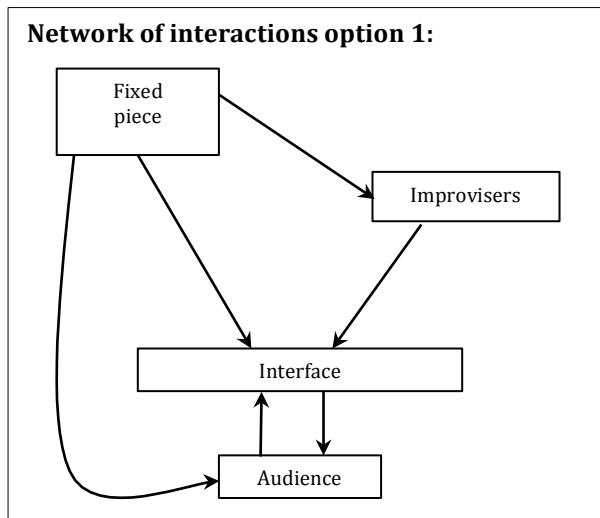 Network of interactions option 1:
Fixed
piece
Improvisers
Interface
Audience